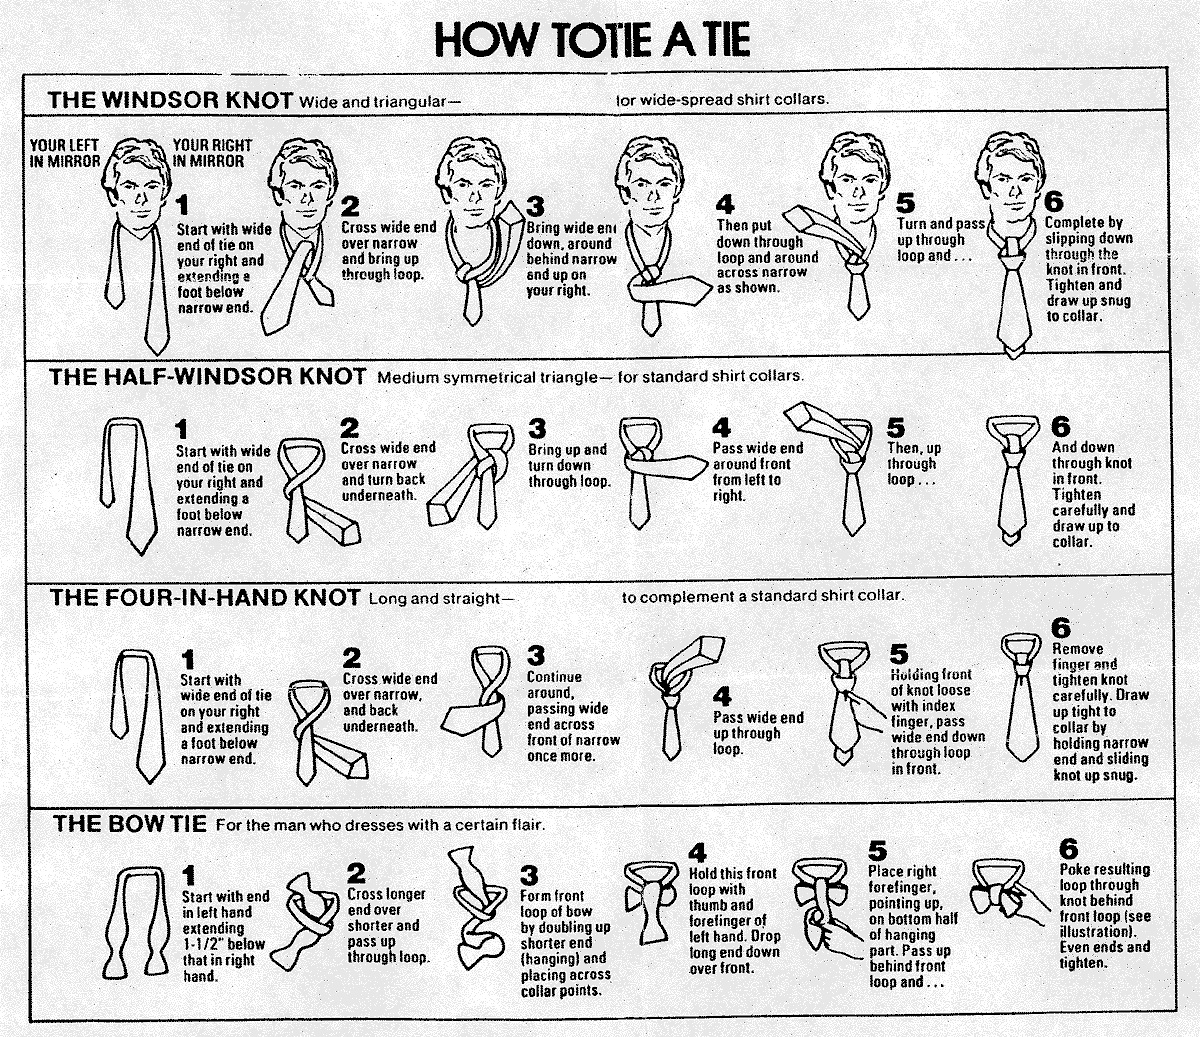 HOW TO TIE A TIE
THE WINDSOR KNOT Wide and triangular— for wide-spread shirt collars.
YOUR LEFT
IN MIRROR
YOUR RIGHT
IN MIRROR
1
Start with wide
end of tie on
your right and
extending a
foot below
narrow end.
2
Cross wide end
over narrow
and bring up
through loop.
3
Bring wide end
down, around
behind narrow
and up on
your right.
4
Then put
down through
loop and around
across narrow
as shown.
5
Turn and pass
up through
loop and . . .
6
Complete by
slipping down
through the
knot in front.
Tighten and
draw up snug
to collar.
THE HALF-WINDSOR KNOT Medium symmetrical triangle— for standard shirt collars.
1
Start with wide
end of tie on
your right and
extending a
foot below
narrow end.
2
Cross wide end
over narrow
and turn back
underneath.
3
Bring up and
turn down
through loop.
4
Pass wide end
around front
from left to
right.
5
Then, up
through
loop . . .
6
And down
through knot
in front.
Tighten
carefully and
draw up to
collar.
THE FOUR-IN-HAND KNOT Long and straight— to complement a standard shirt collar.
1
Start with
wide end of tie
on your right
and extending
a foot below
narrow end.
2
Cross wide end
over narrow,
and back
underneath.
3
Continue
around,
passing wide
end across
front of narrow
once more.
4
Pass wide end
up through
loop.
5
Holding front
of knot loose
with index
finger, pass
wide end down
through loop
in front.
6
Remove
finger and
tighten knot
carefully. Draw
up tight to
collar by
holding narrow
end and sliding
knot up snug.
THE BOW TIE For the man who dresses with a certain flair.
1
Start with end
in left hand
extending
1-1/2" below
that in right
hand.
2
Cross longer
end over
shorter and
pass up
through loop.
3
Form front
loop of bow
by doubling up
shorter end
(hanging) and
placing across
collar points.
4
Hold this front
loop with
thumb and
forefinger of
left hand. Drop
long end down
over front.
5
Place right
forefinger,
pointing up,
on bottom half
of hanging
part. Pass up
behind front
loop and . . .
6
Poke resulting
loop through
knot behind
front loop (see
illustration).
Even ends and
tighten.